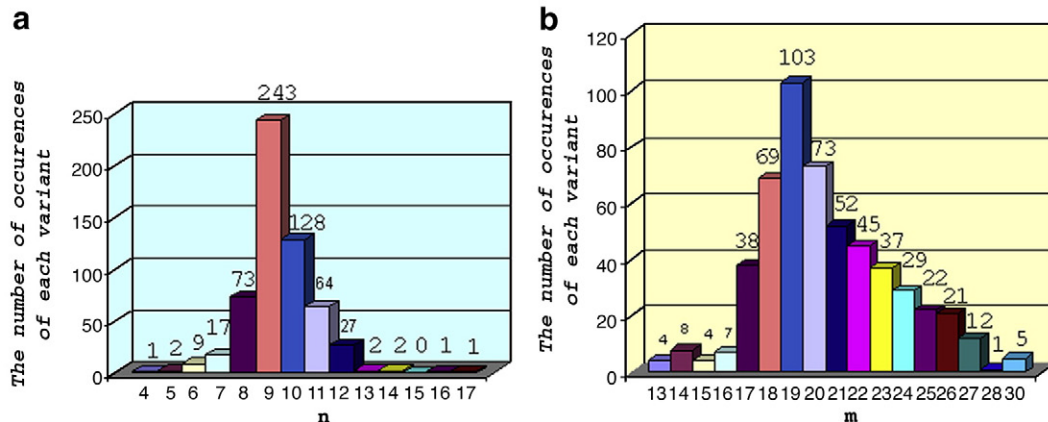 a
The number of occurences
of each variant
250
200
150
100
50
0
1 2 9 17 73 243 128 64 27 2 2 0 1 1
4 5 6 7 8 9 10 11 12 13 14 15 16 17
n
b
The number of occurences
of each variant
120
100
80
60
40
20
0
4 8 4 7 38 69 103 73 52 45 37 29 22 21 12 1 5
13 14 15 16 17 18 19 20 21 22 23 24 25 26 27 28 30
m